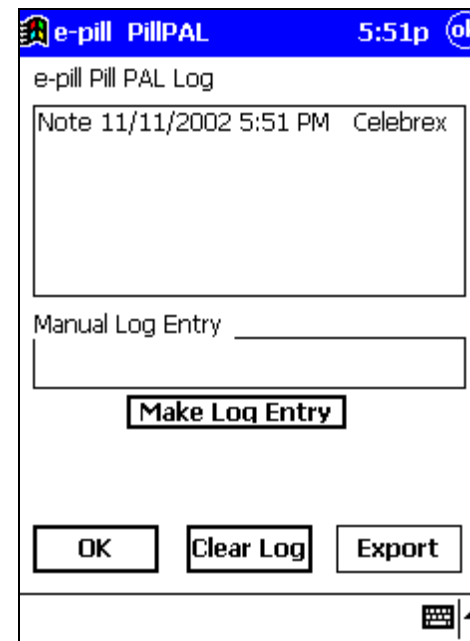 e-pill PillPAL 5:51p ok
e-pill Pill PAL Log
Note 11/11/2002 5:51 PM Celebrex
Manual Log Entry
Make Log Entry
OK Clear Log Export